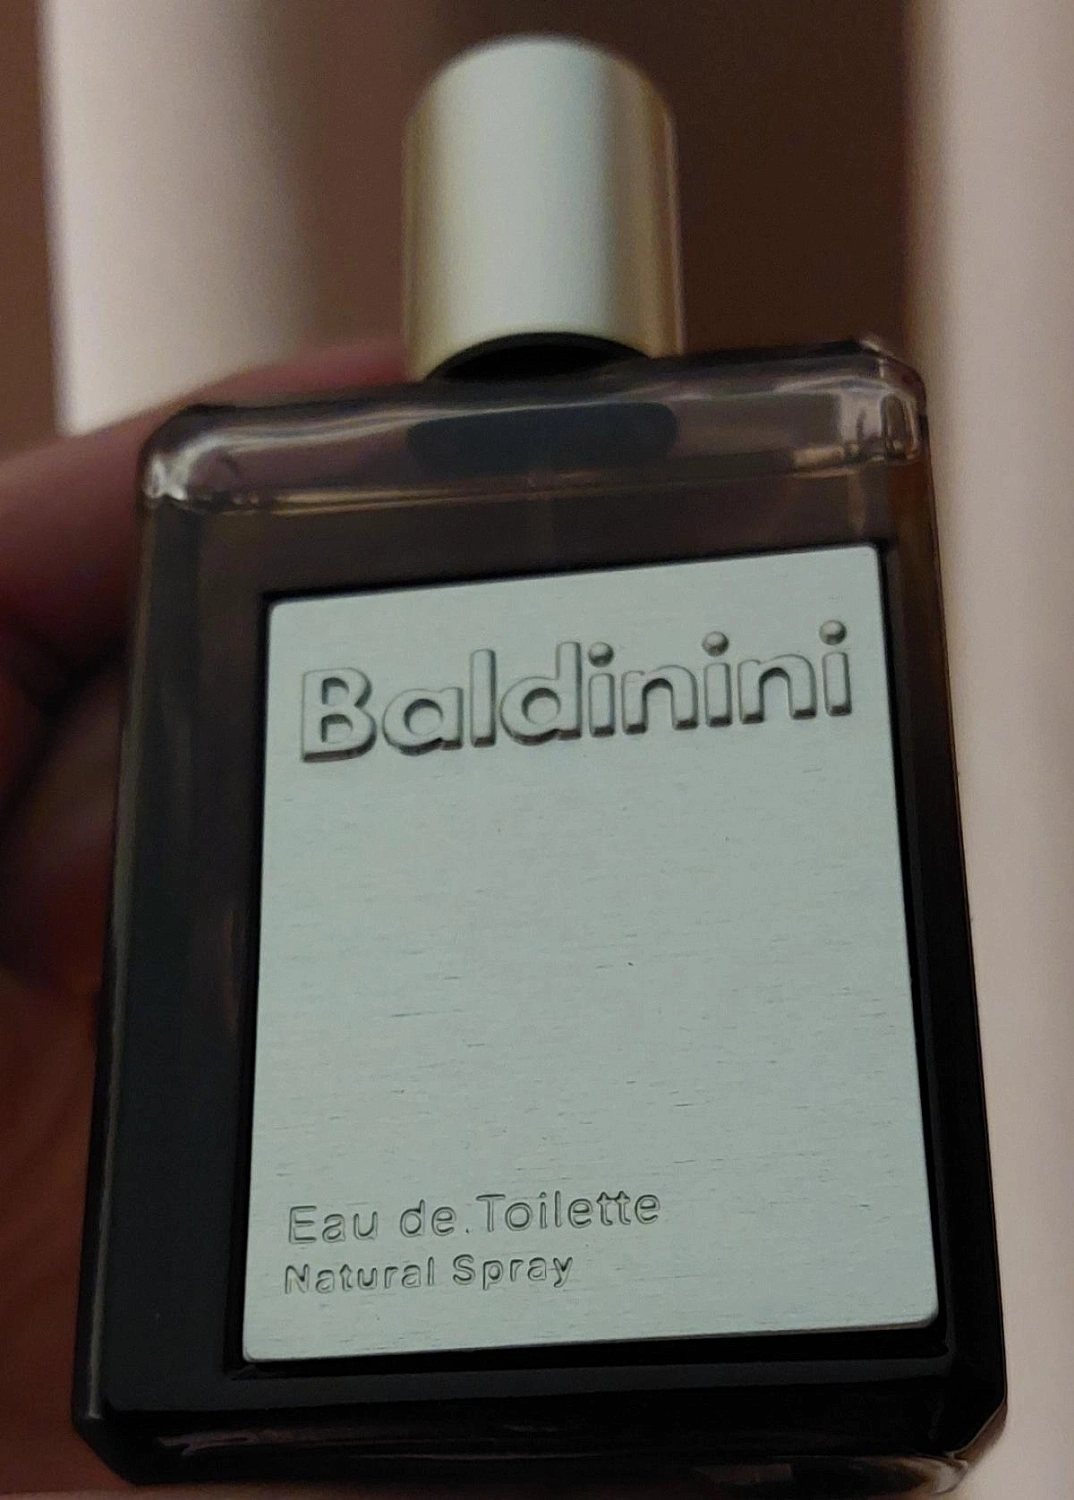 Baldinini
Eau de Toilette
Natural Spray